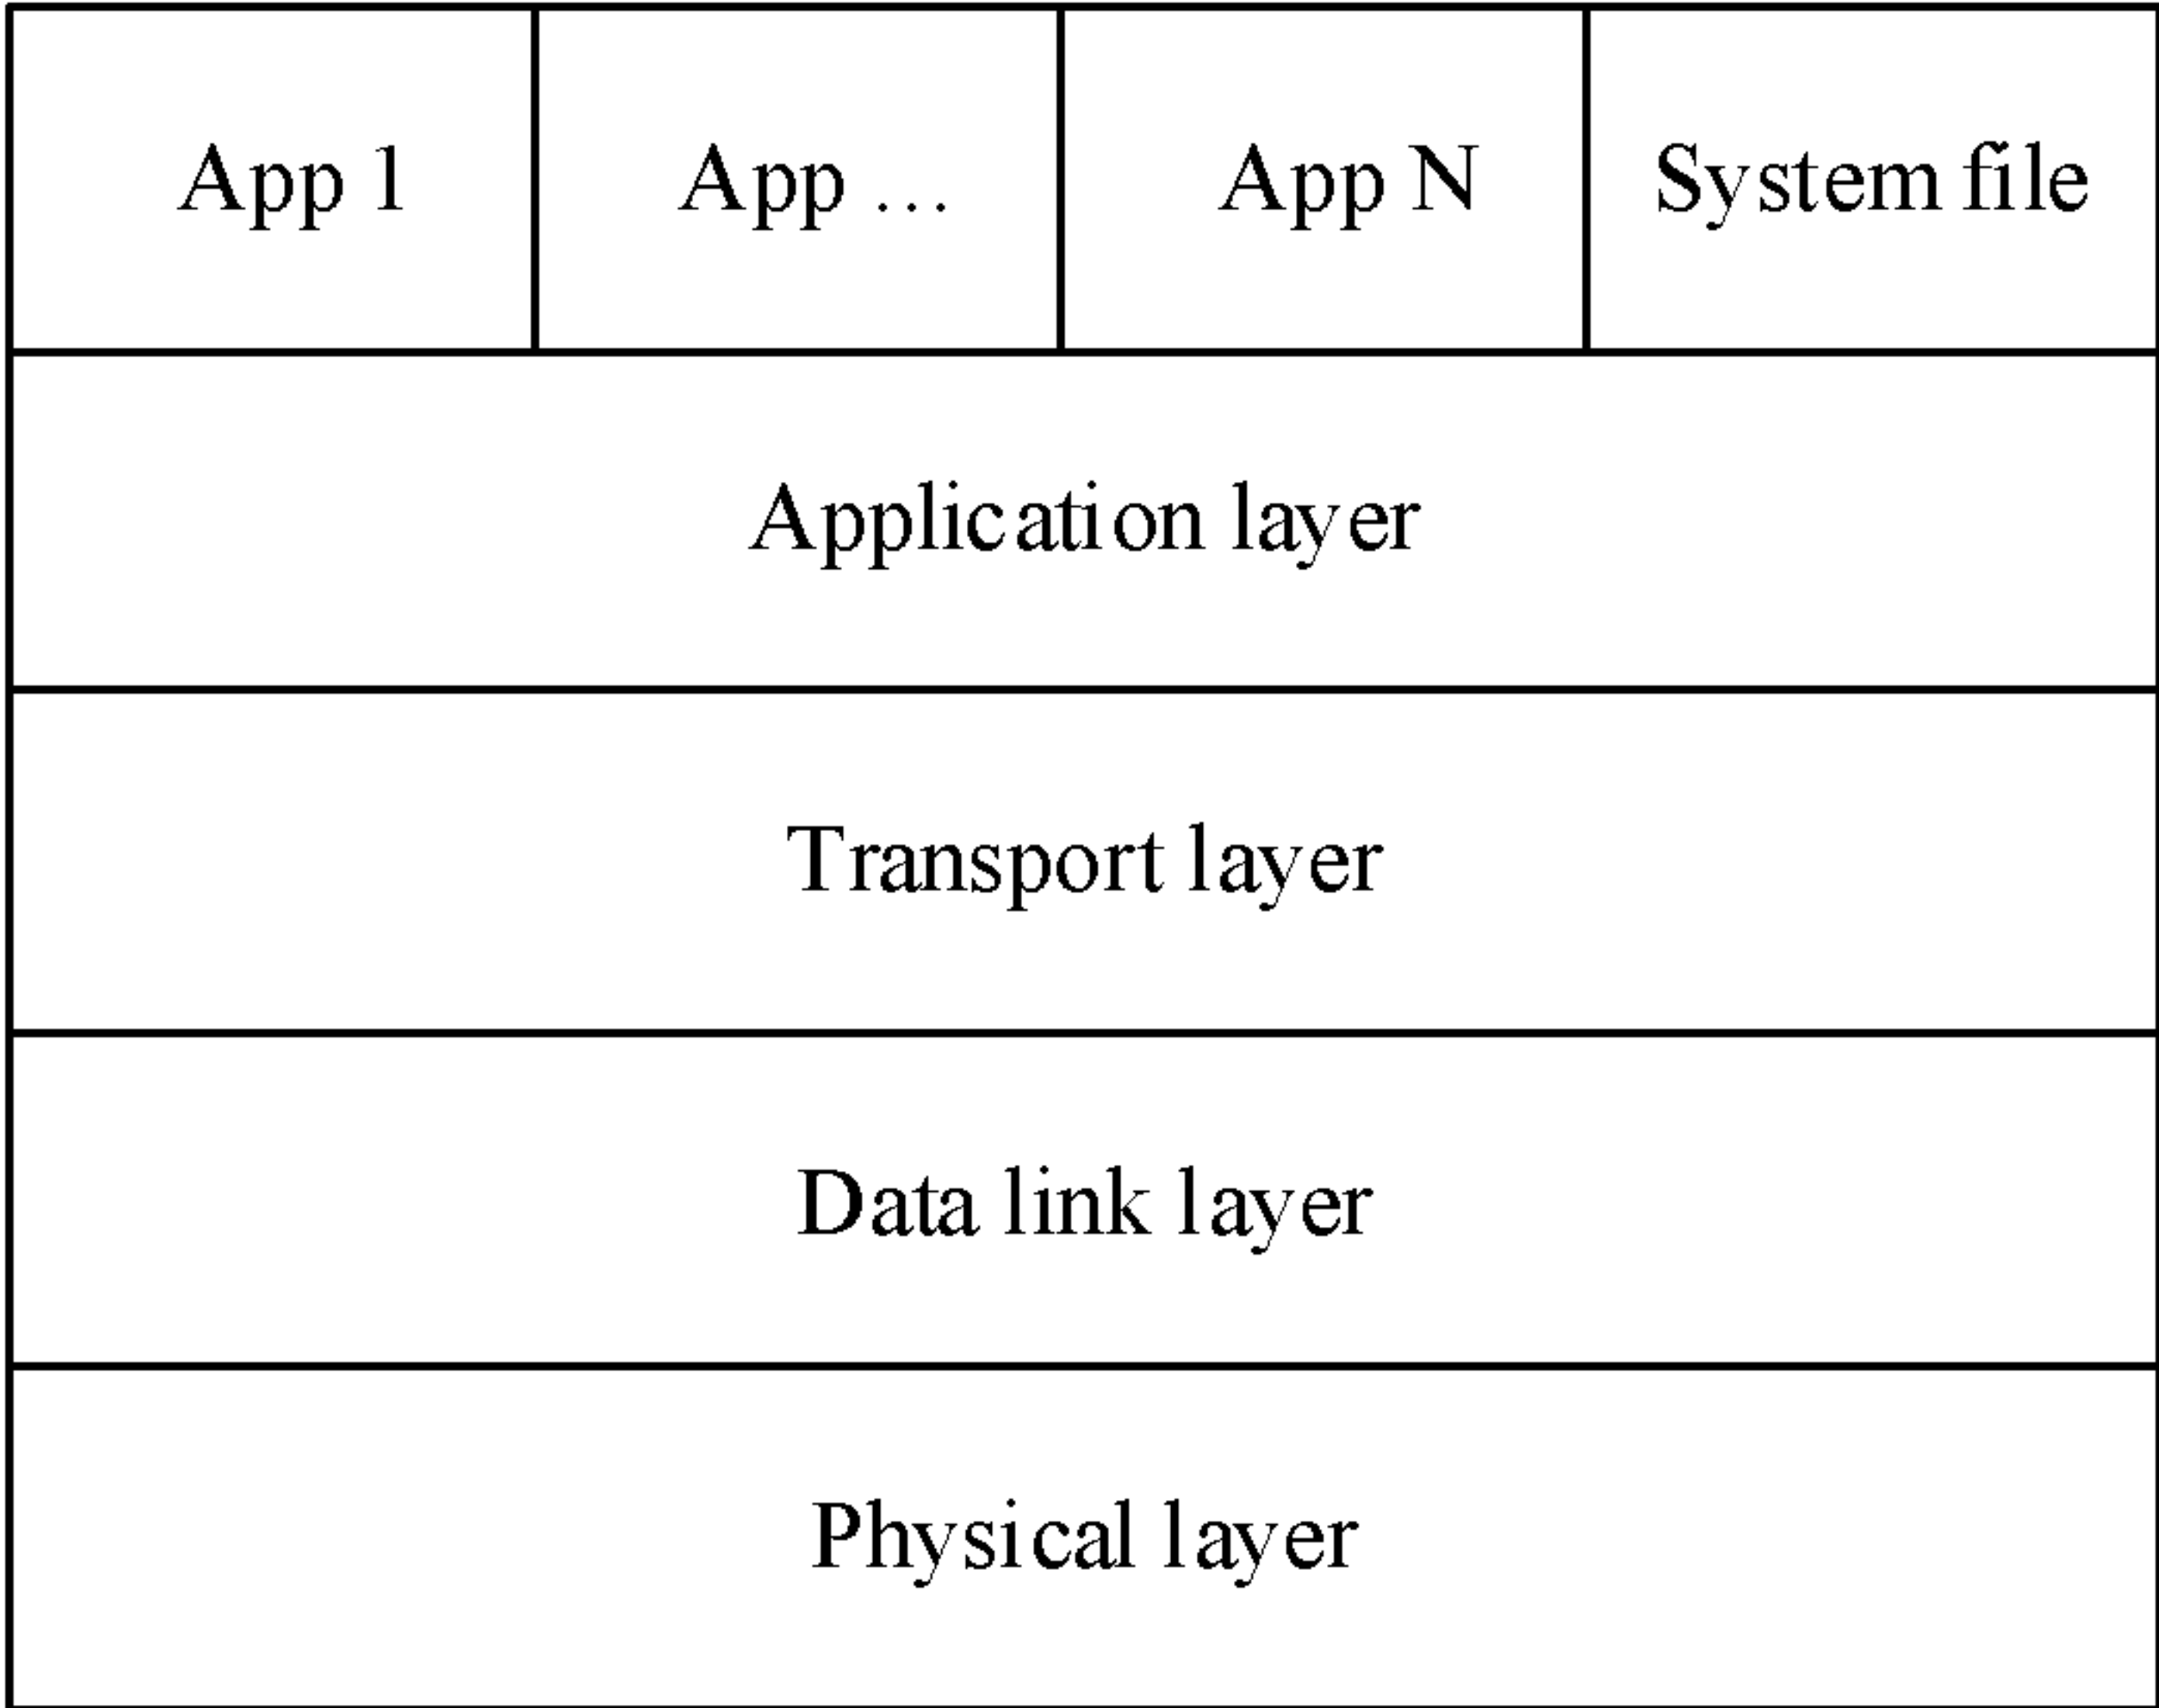 App 1 App ... App N System file
Application layer
Transport layer
Data link layer
Physical layer